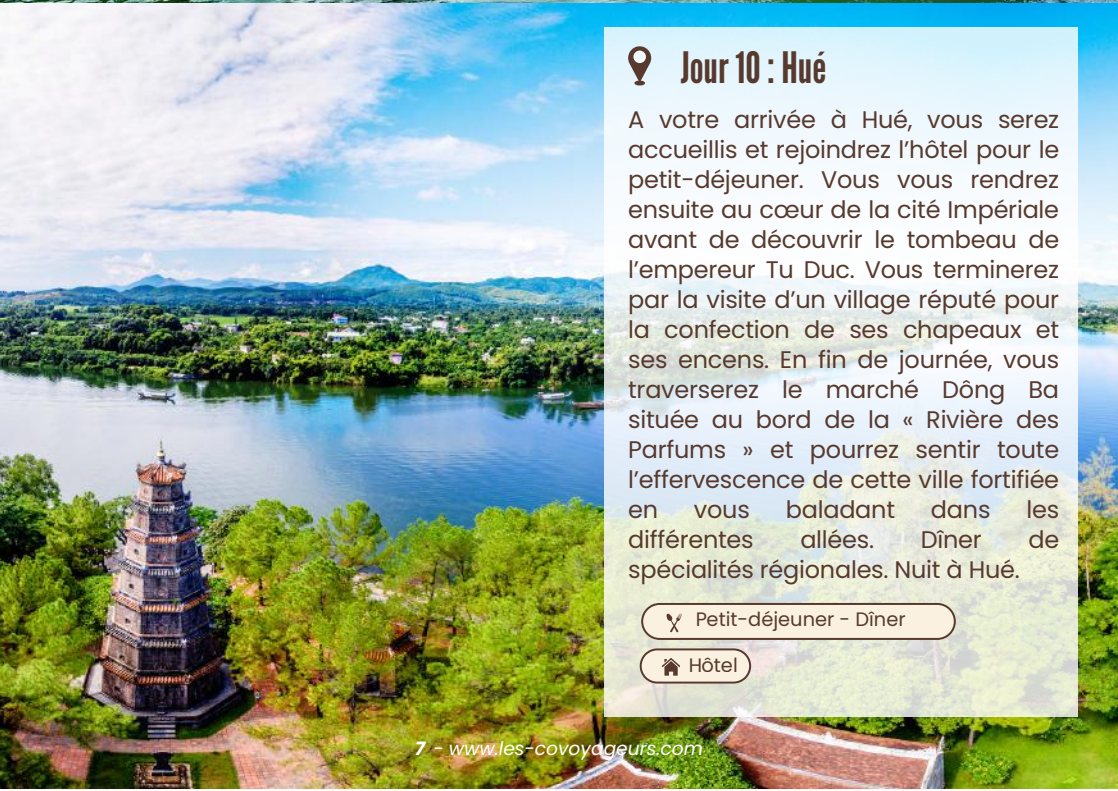 Jour 10 : Hué
A votre arrivée à Hué, vous serez
accueillis et rejoindrez l’hôtel pour le
petit-déjeuner. Vous vous rendrez
ensuite au cœur de la cité Impériale
avant de découvrir le tombeau de
l’empereur Tu Duc. Vous terminerez
par la visite d’un village réputé pour
la confection de ses chapeaux et
ses encens. En fin de journée, vous
traverserez le marché Dông Ba
située au bord de la « Rivière des
Parfums » et pourrez sentir toute
l’effervescence de cette ville fortifiée
en vous baladant dans les
différentes allées. Dîner de
spécialités régionales. Nuit à Hué.
Petit-déjeuner - Dîner
Hôtel
7 - www.les-covoyageurs.com